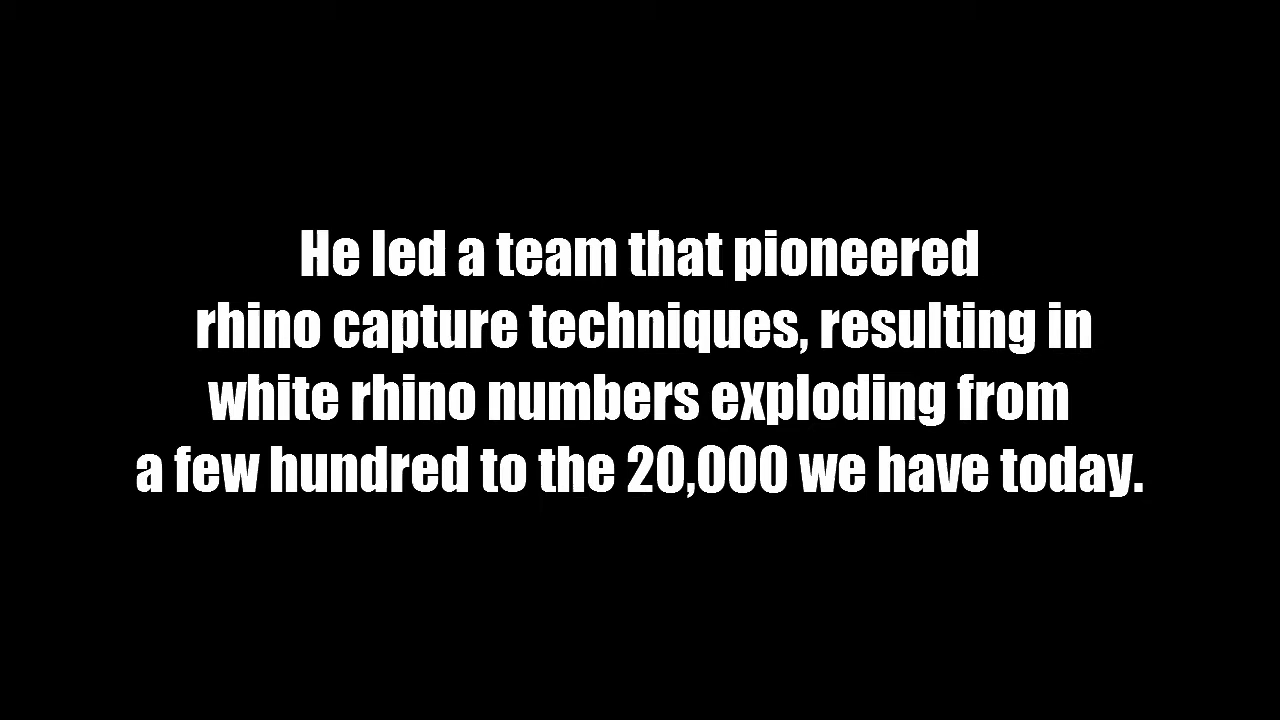 He led a team that pioneered
rhino capture techniques, resulting in
white rhino numbers exploding from
a few hundred to the 20,000 we have today.